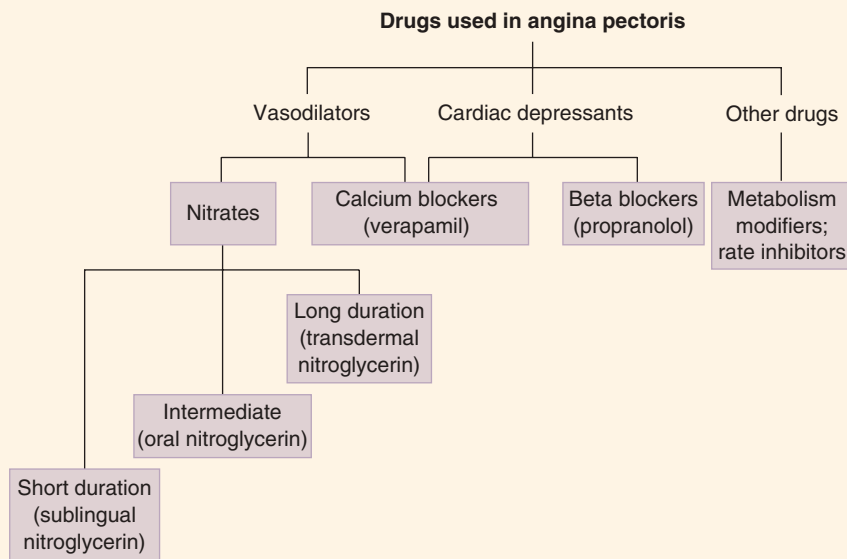 Drugs used in angina pectoris
Vasodilators
Cardiac depressants
Other drugs
Nitrates
Calcium blockers
(verapamil)
Beta blockers
(propranolol)
Metabolism
modifiers;
rate inhibitors
Long duration
(transdermal
nitroglycerin)
Intermediate
(oral nitroglycerin)
Short duration
(sublingual
nitroglycerin)